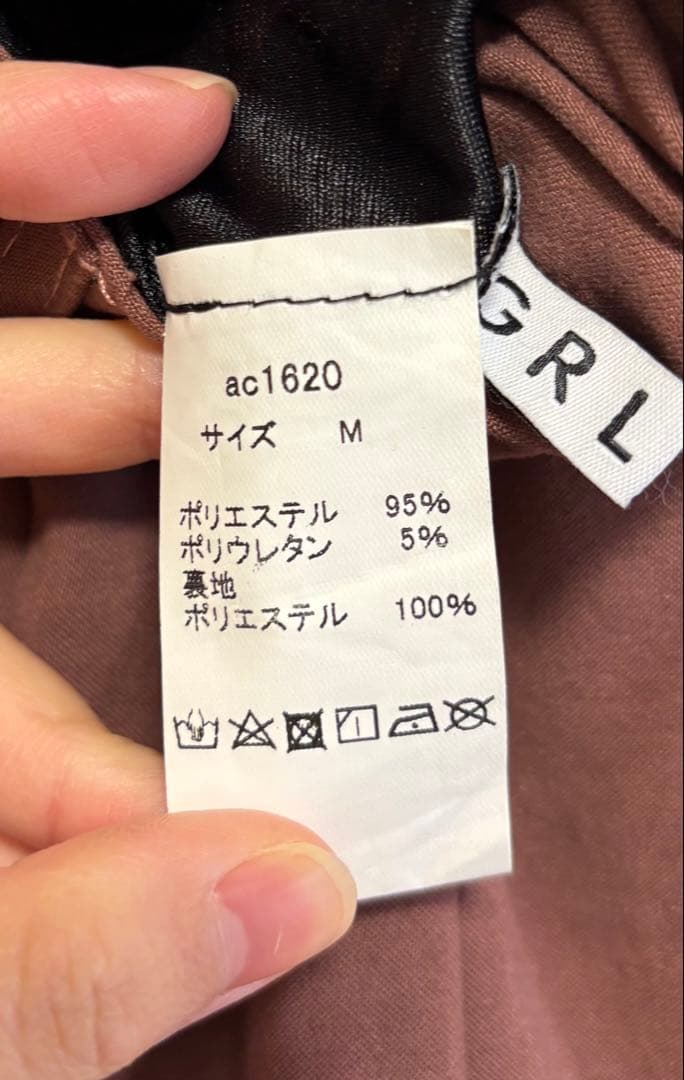 ac1620
サイズ M
ポリエステル 95%
ポリウレタン 5%
裏地
ポリエステル 100%
GRL